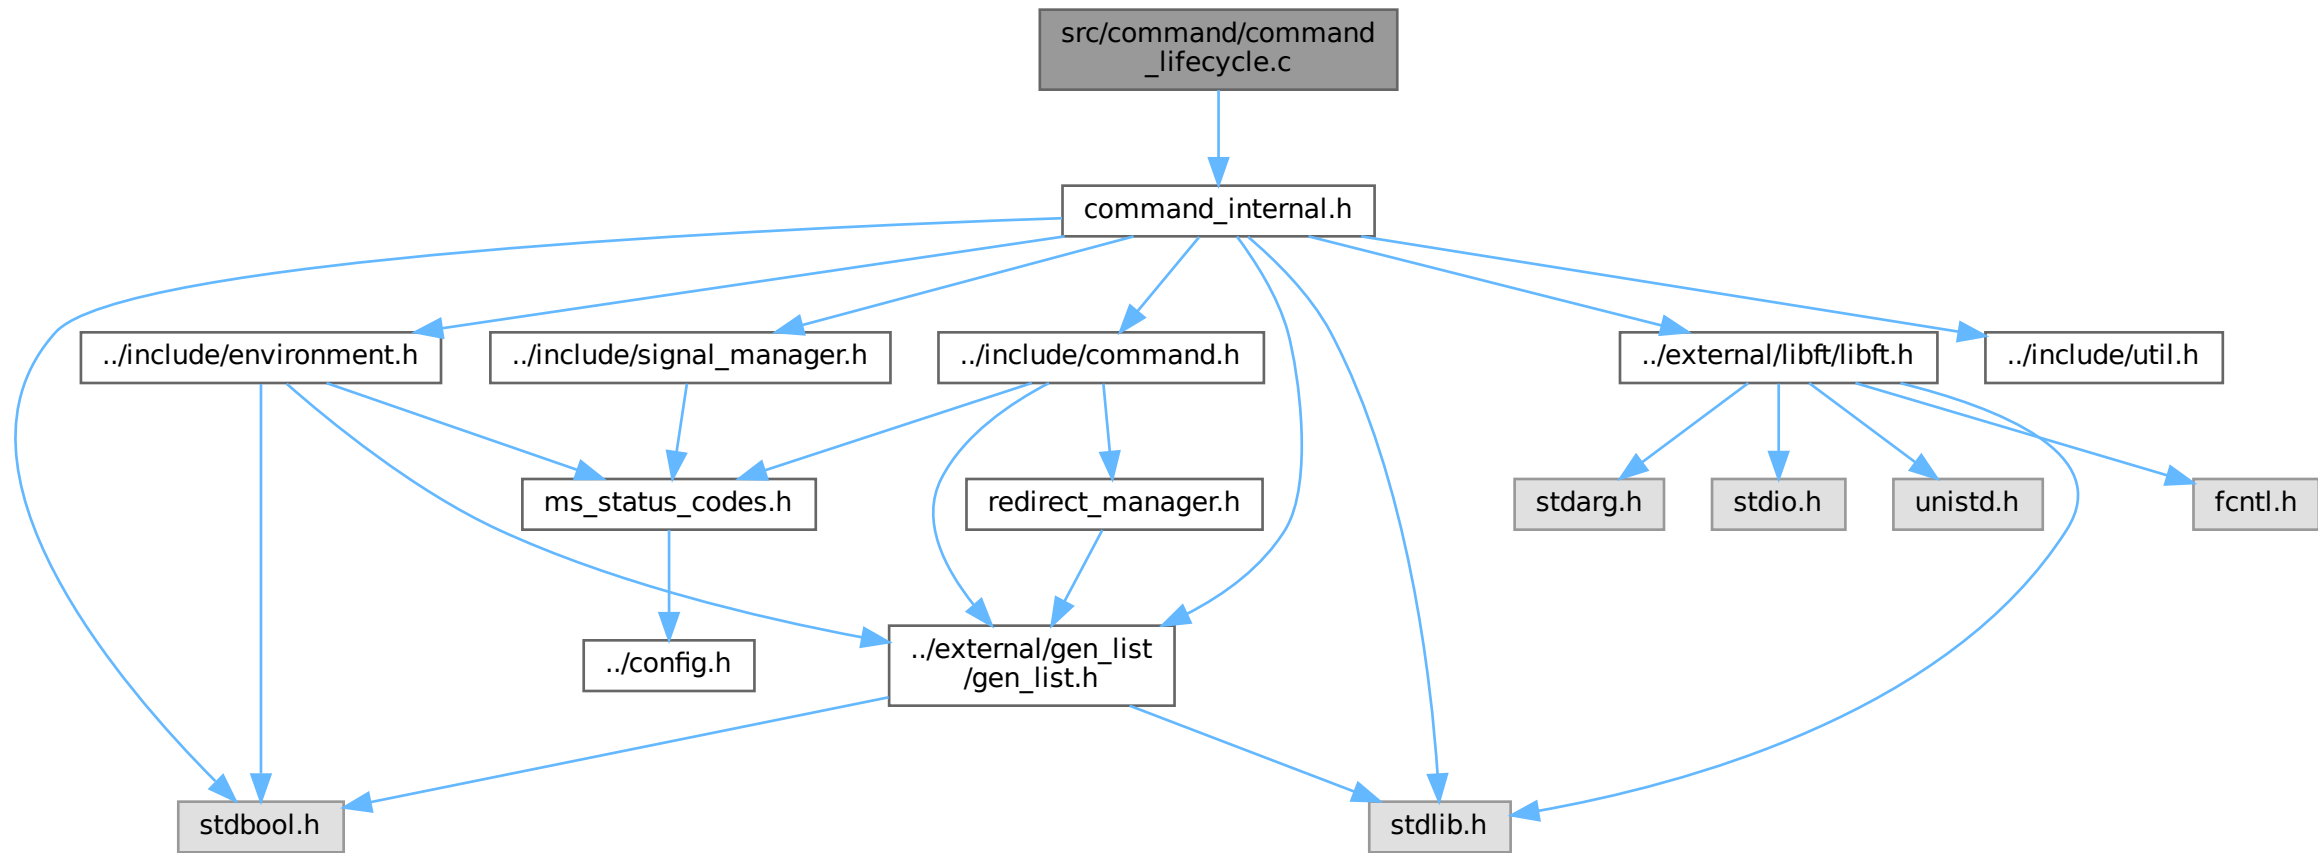 src/command/command
_lifecycle.c
command_internal.h
../include/environment.h
../include/signal_manager.h
../include/command.h
../external/libft/libft.h
../include/util.h
ms_status_codes.h
redirect_manager.h
stdarg.h
stdio.h
unistd.h
fcntl.h
../config.h
../external/gen_list
/gen_list.h
stdbool.h
stdlib.h